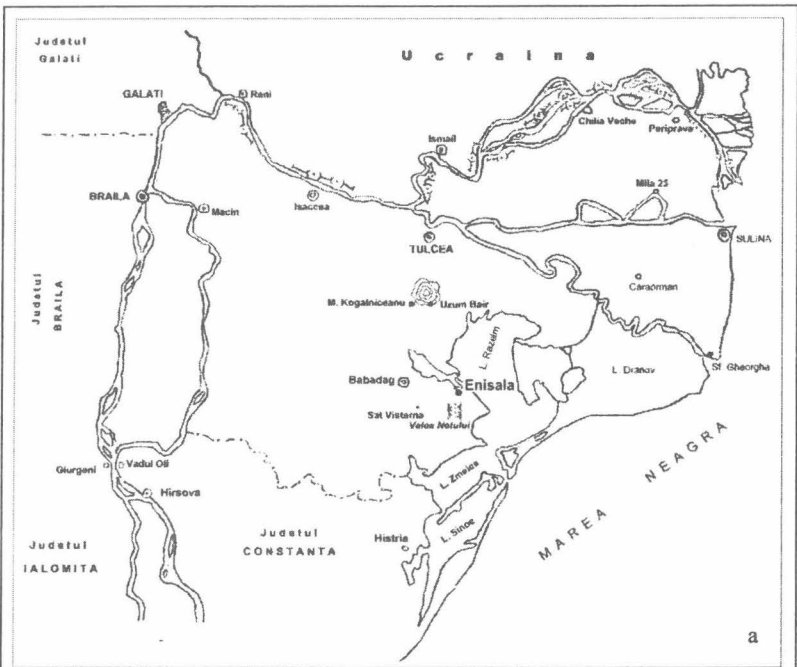 Judetul
Galati
Ucraina
GALATI
Reni
Ismail
Chilia Veche
Periprava
BRAILA
Macin
Isaccea
Mila 23
TULCEA
SULINA
Caraorman
Judetul
BRAILA
M. Kogalniceanu
Uzum Bair
L. Razelm
L. Dranov
Sf. Gheorghe
Babadag
Enisala
Sat Visterna
Valea Netului
Giurgeni
Vadul Oii
Hirsova
L. Zmeica
MAREA NEAGRA
Judetul
IALOMITA
Judetul
CONSTANTA
Histria
L. Sinoe
a